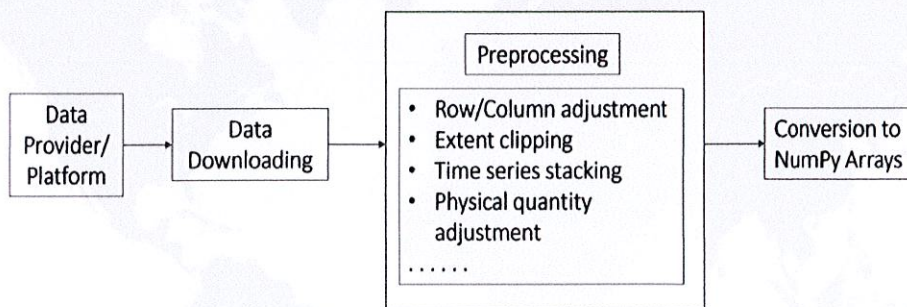 Data
Provider/
Platform
Data
Downloading
Preprocessing
• Row/Column adjustment
• Extent clipping
• Time series stacking
• Physical quantity
adjustment
. . . . . .
Conversion to
NumPy Arrays